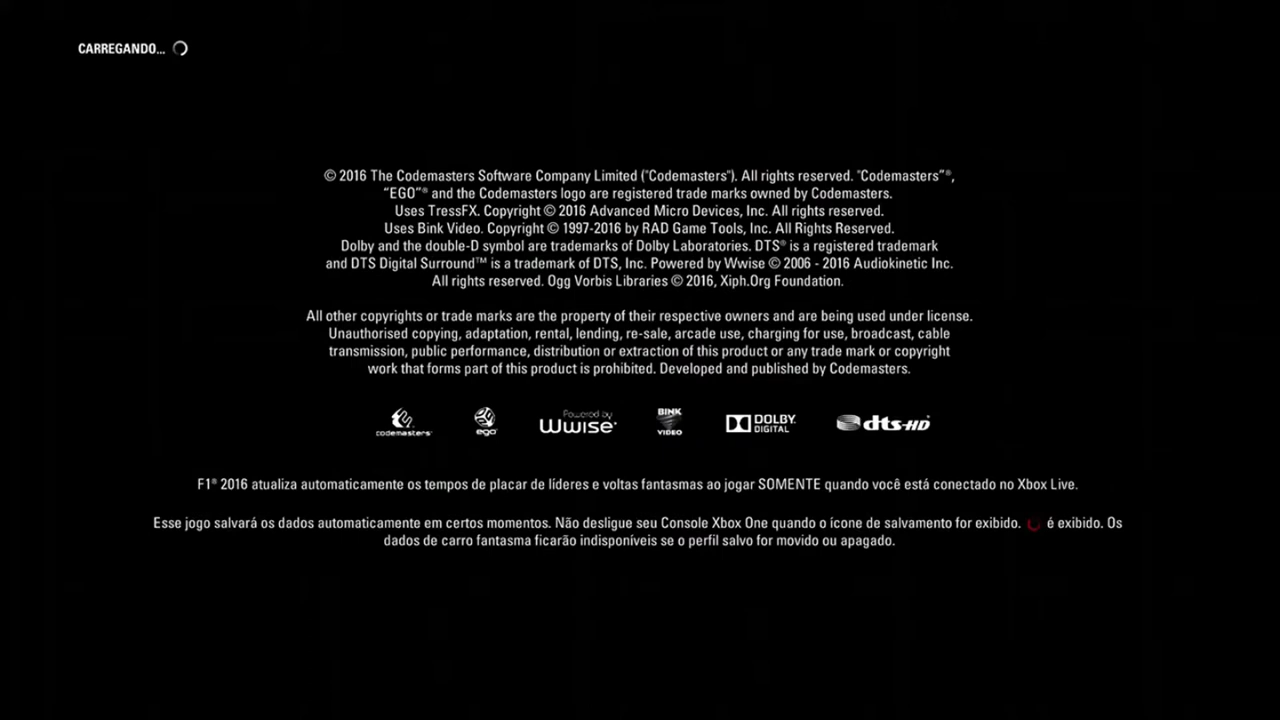 CARREGANDO...
© 2016 The Codemasters Software Company Limited ("Codemasters"). All rights reserved. "Codemasters"®,
“EGO”® and the Codemasters logo are registered trade marks owned by Codemasters.
Uses TressFX. Copyright © 2016 Advanced Micro Devices, Inc. All rights reserved.
Uses Bink Video. Copyright © 1997-2016 by RAD Game Tools, Inc. All Rights Reserved.
Dolby and the double-D symbol are trademarks of Dolby Laboratories. DTS® is a registered trademark
and DTS Digital Surround™ is a trademark of DTS, Inc. Powered by Wwise © 2006 - 2016 Audiokinetic Inc.
All rights reserved. Ogg Vorbis Libraries © 2016, Xiph.Org Foundation.
All other copyrights or trade marks are the property of their respective owners and are being used under license.
Unauthorised copying, adaptation, rental, lending, re-sale, arcade use, charging for use, broadcast, cable
transmission, public performance, distribution or extraction of this product or any trade mark or copyright
work that forms part of this product is prohibited. Developed and published by Codemasters.
codemasters ego Powered by Wwise BINK VIDEO DOLBY DIGITAL dts-HD
F1® 2016 atualiza automaticamente os tempos de placar de líderes e voltas fantasmas ao jogar SOMENTE quando você está conectado no Xbox Live.
Esse jogo salvará os dados automaticamente em certos momentos. Não desligue seu Console Xbox One quando o ícone de salvamento for exibido. é exibido. Os
dados de carro fantasma ficarão indisponíveis se o perfil salvo for movido ou apagado.